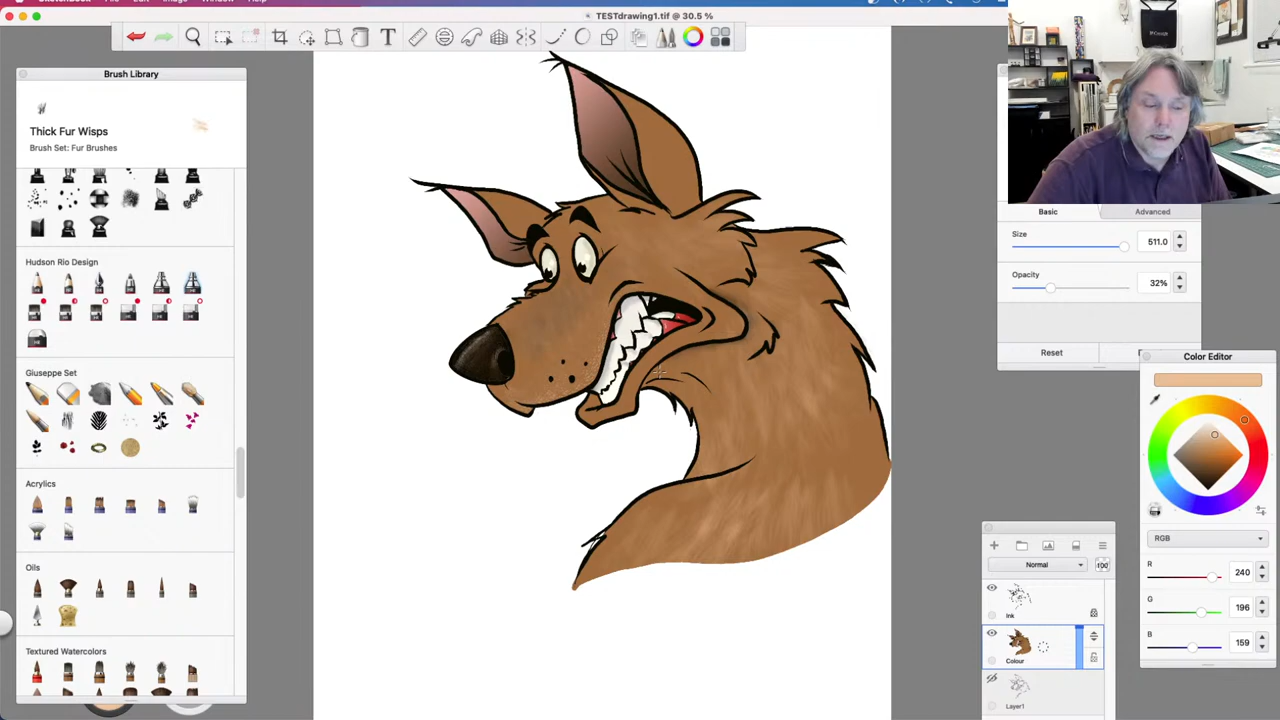 TESTdrawing1.tif @ 30.5 %
Brush Library
Thick Fur Wisps
Brush Set: Fur Brushes
T
Hudson Rio Design
Giuseppe Set
Acrylics
Oils
Textured Watercolors
Basic
Advanced
Size
511.0
Opacity
32%
Reset
Color Editor
RGB
R
240
G
196
B
159
Normal
100
Ink
Colour
Layer1